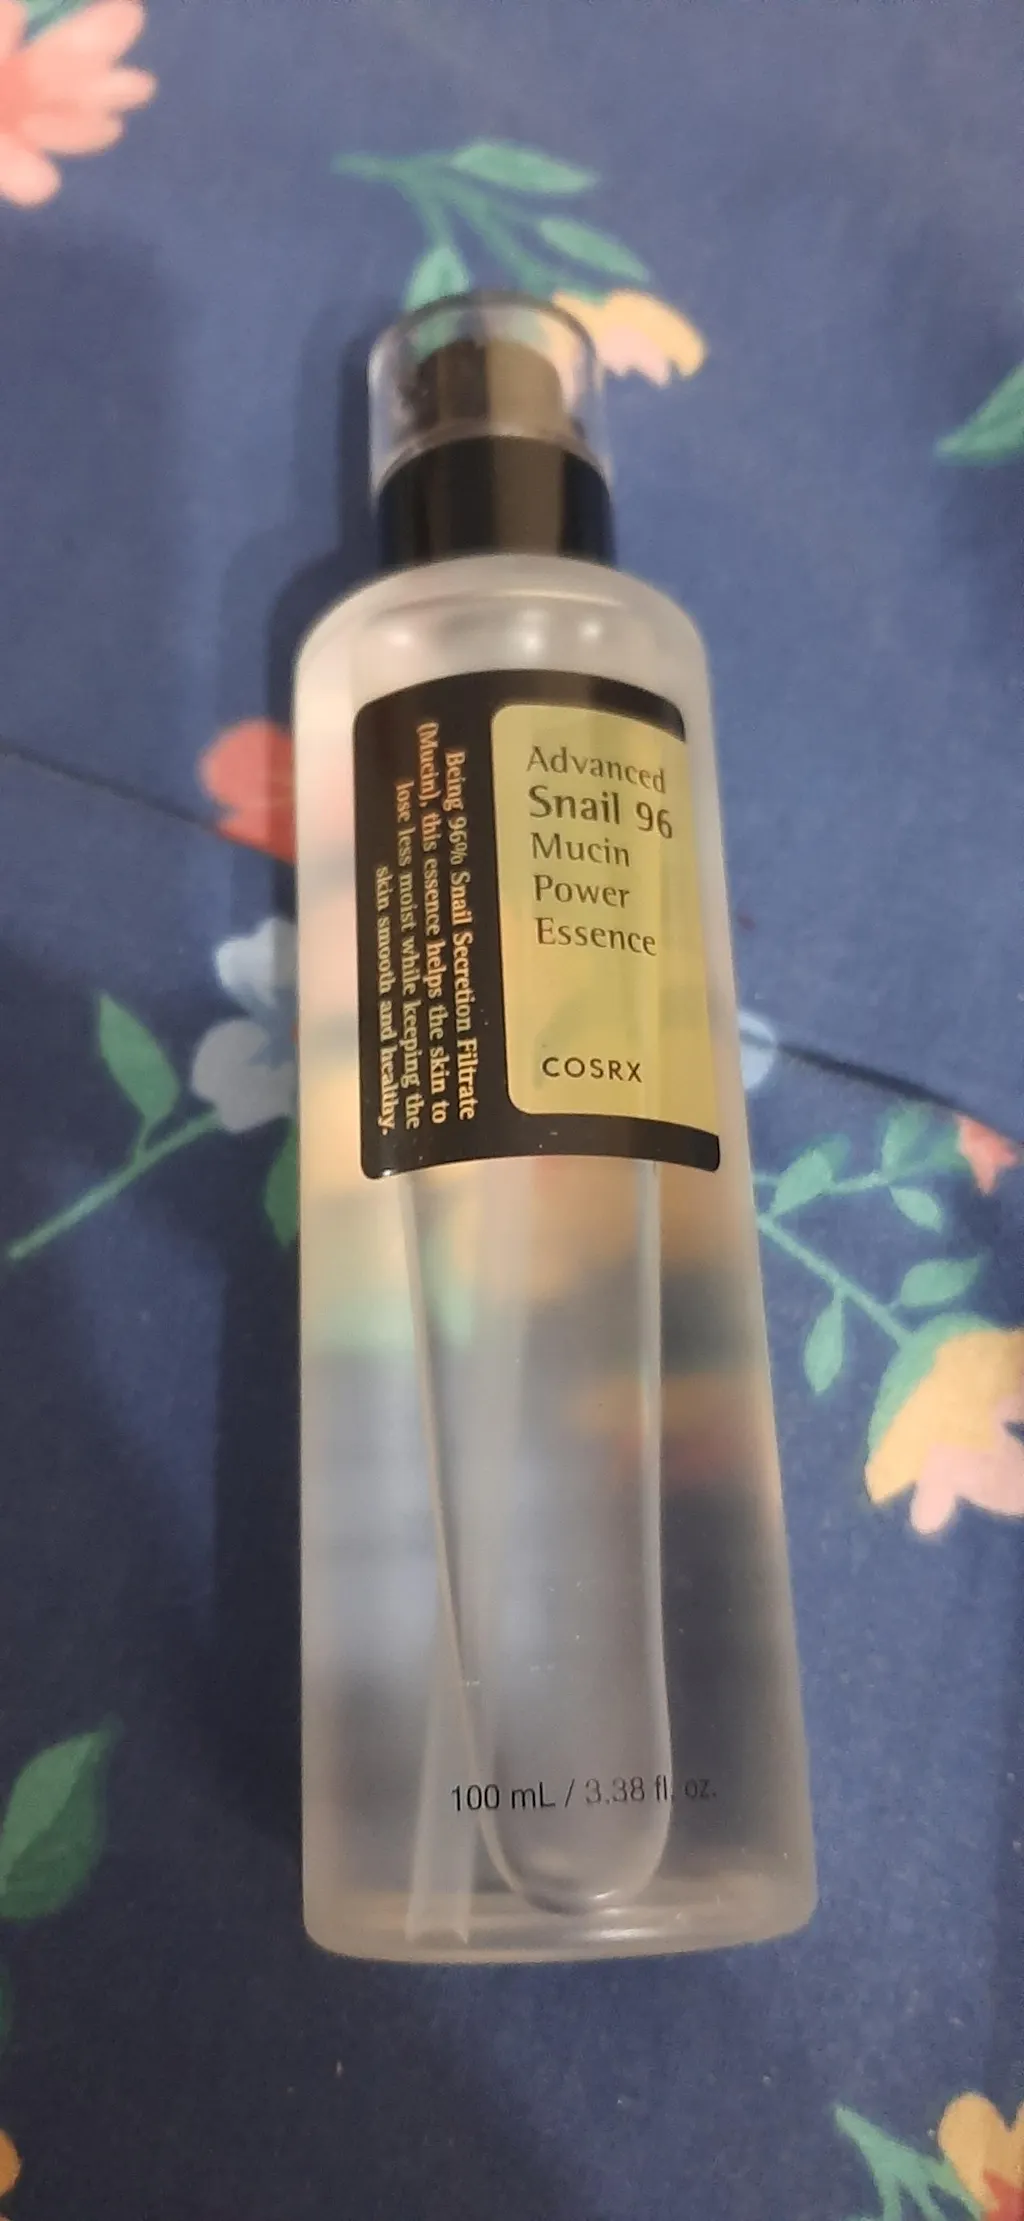 Advanced
Snail 96
Mucin
Power
Essence
COSRX
Being 96% Snail Secretion Filtrate
(Mucin), this essence helps the skin to
lose less moist while keeping the
skin smooth and healthy.
100 mL / 3.38 fl. oz.